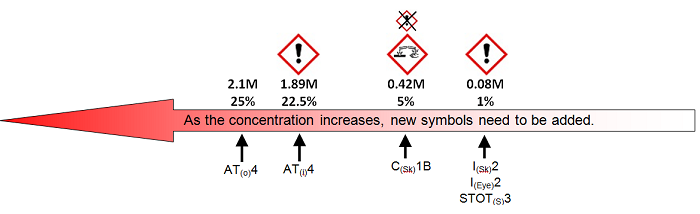 2.1M 1.89M 0.42M 0.08M
25% 22.5% 5% 1%
As the concentration increases, new symbols need to be added.
AT(o)4 AT(i)4 C(Sk)1B I(Sk)2
I(Eye)2
STOT(S)3